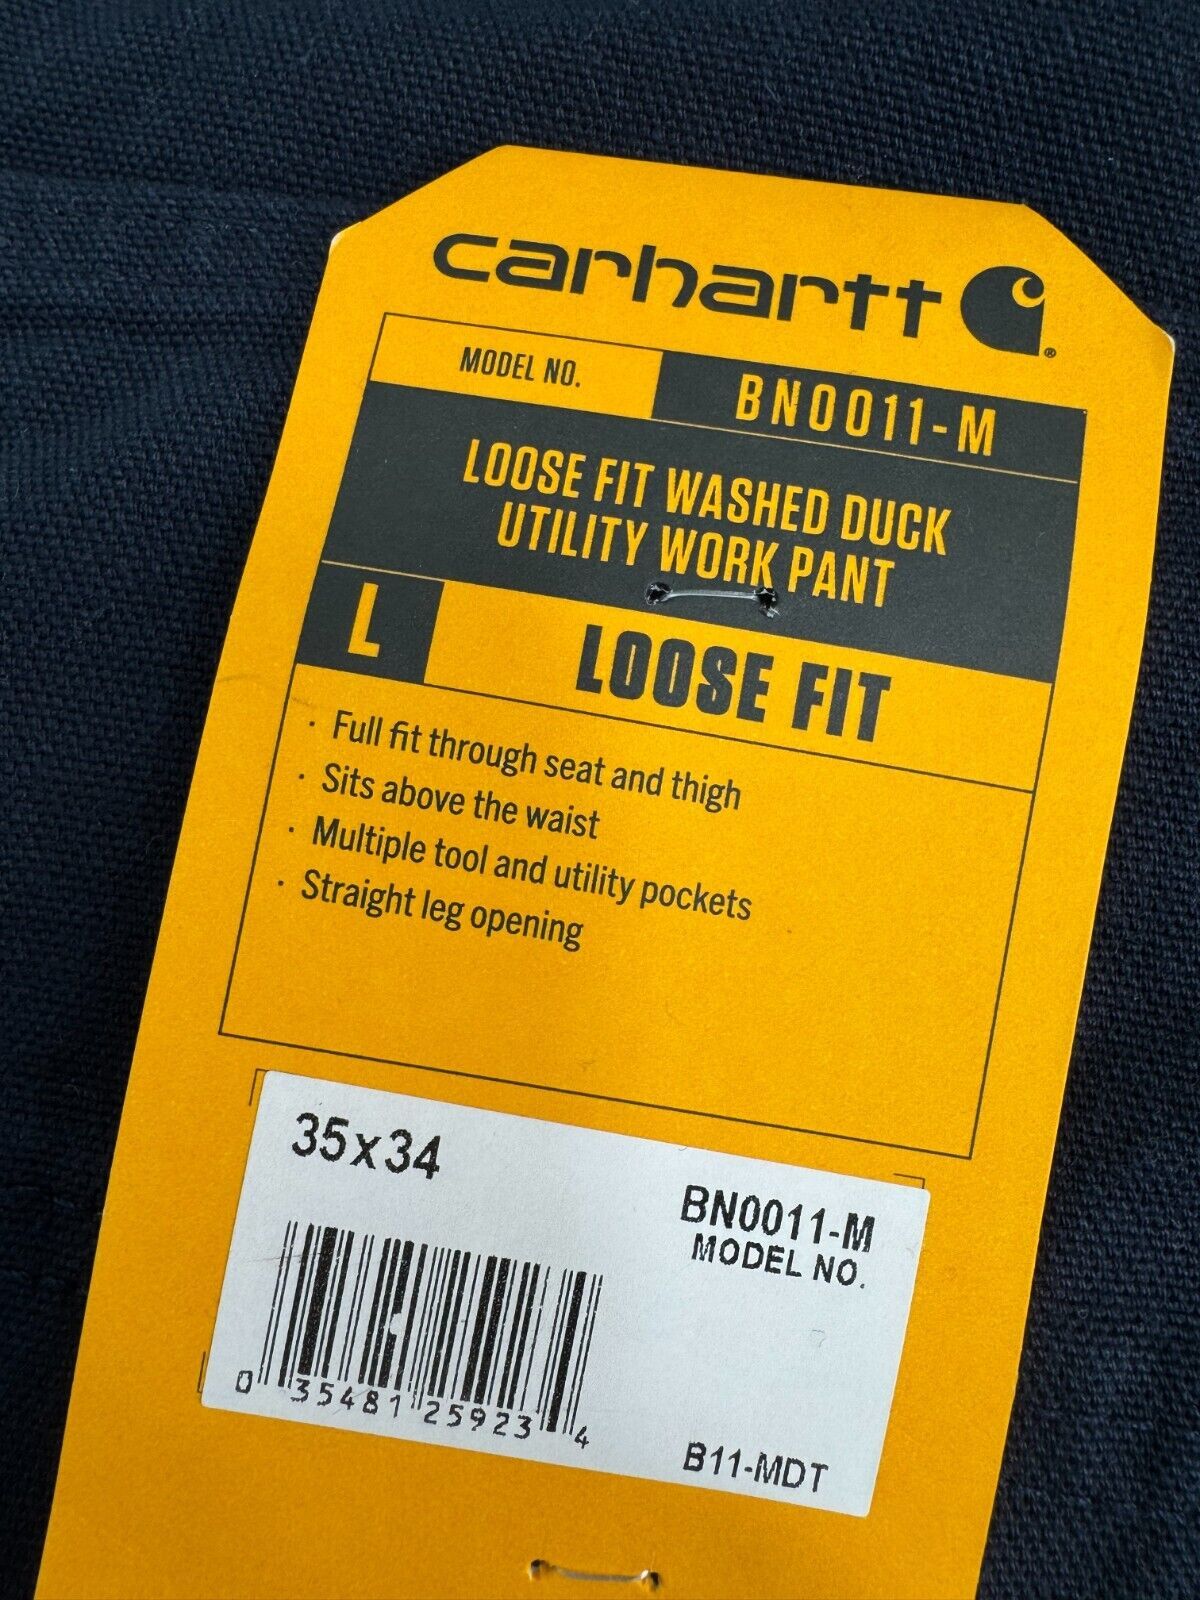 carhartt
MODEL NO. BN0011-M
LOOSE FIT WASHED DUCK
UTILITY WORK PANT
L LOOSE FIT
· Full fit through seat and thigh
· Sits above the waist
· Multiple tool and utility pockets
· Straight leg opening
35x34
BN0011-M
MODEL NO.
0 35481 25923 4
B11-MDT